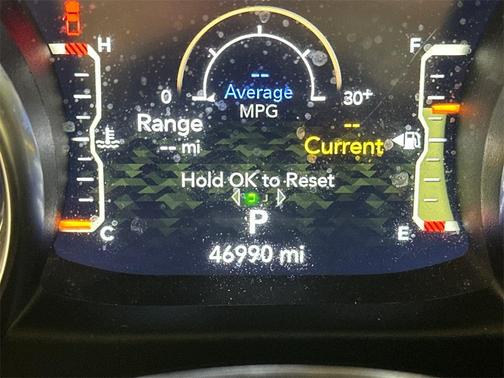 H
F
--
Average
MPG
0
30+
Range
-- mi
--
Current
Hold OK to Reset
P
C
E
46990 mi